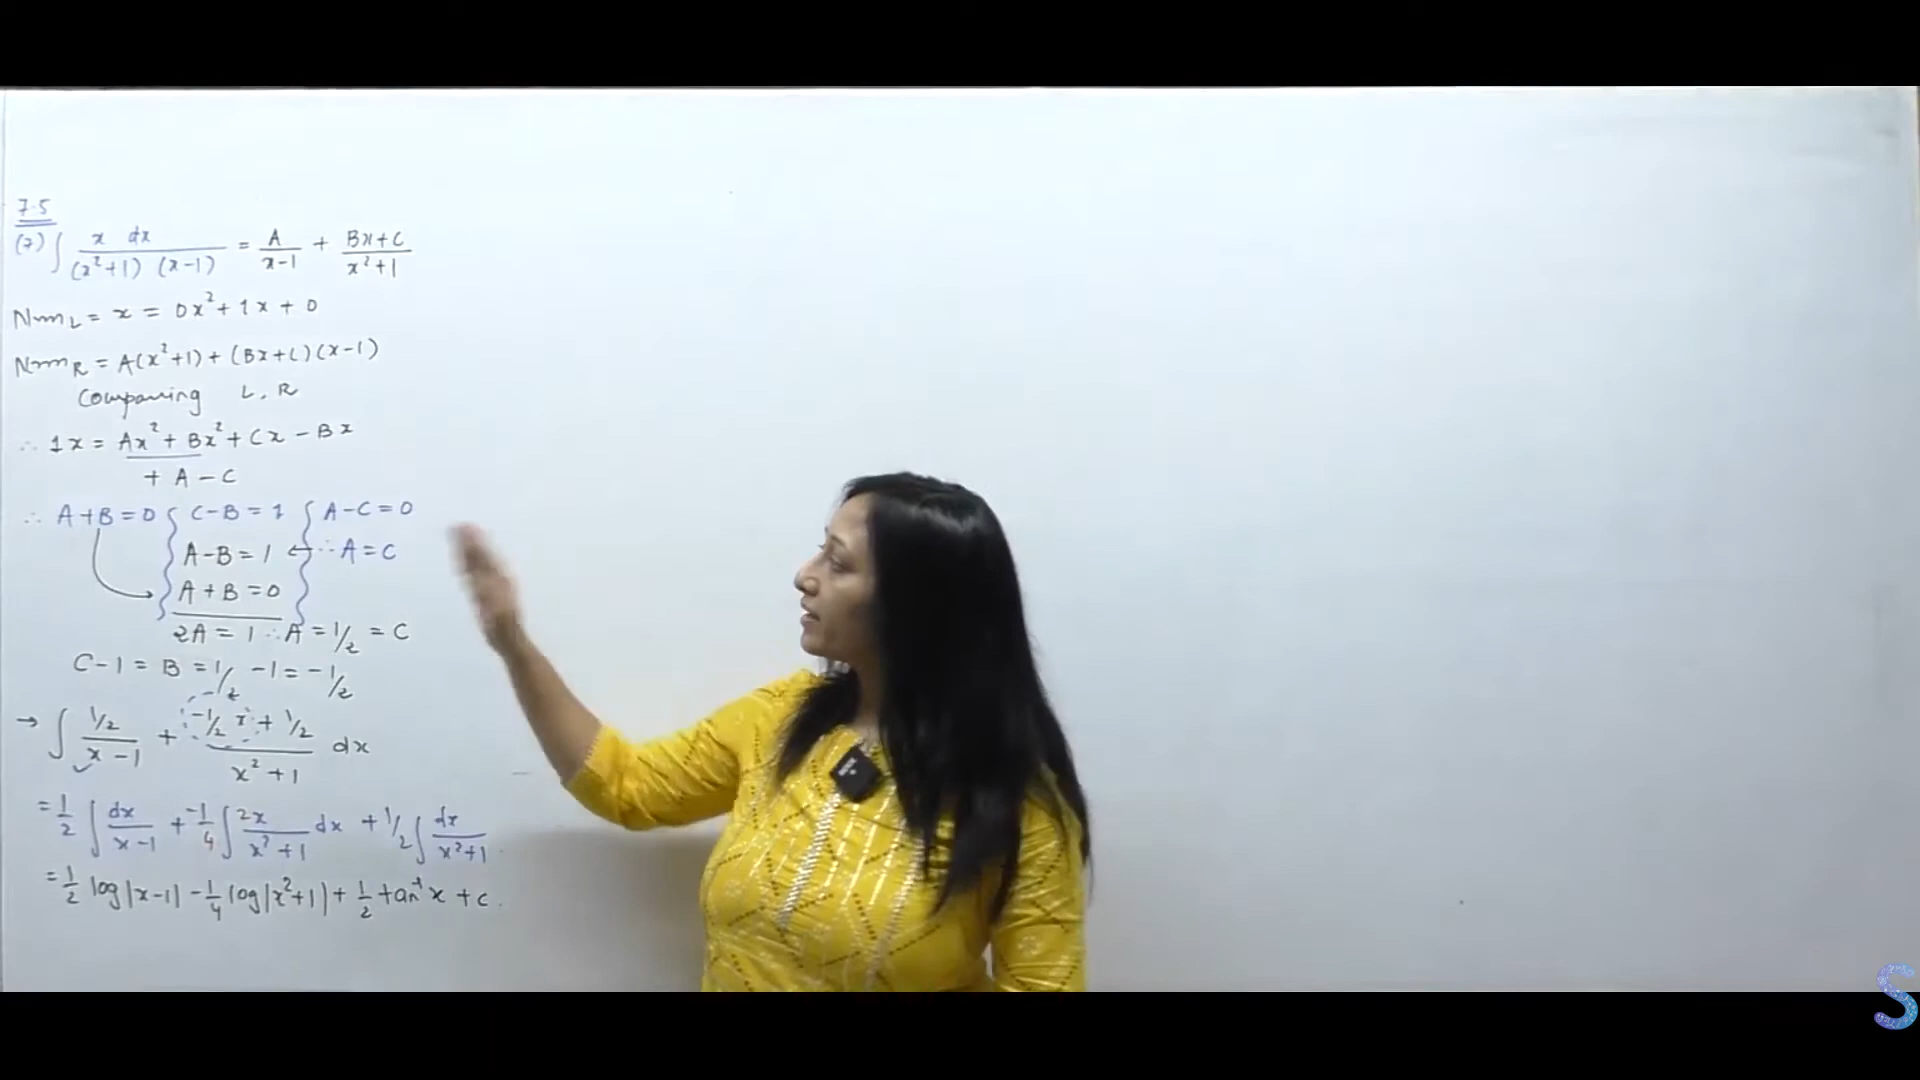 7.5
(7) ∫ x dx / (x²+1) (x-1) = A / x-1 + Bx+C / x²+1
Num_L = x = 0x² + 1x + 0
Num_R = A(x²+1) + (Bx+C)(x-1)
Comparing L, R
∴ 1x = Ax² + Bx² + Cx - Bx
+ A - C
∴ A+B=0 { C-B=1 { A-C=0
A-B=1 ← ∴ A=C
A+B=0
2A = 1 ∴ A = 1/2 = C
C-1 = B = 1/2 -1 = -1/2
→ ∫ 1/2 / x-1 + -1/2 x + 1/2 / x²+1 dx
= 1/2 ∫ dx / x-1 + -1/4 ∫ 2x / x²+1 dx + 1/2 ∫ dx / x²+1
= 1/2 log|x-1| - 1/4 log|x²+1| + 1/2 tan⁻¹ x + c.
S